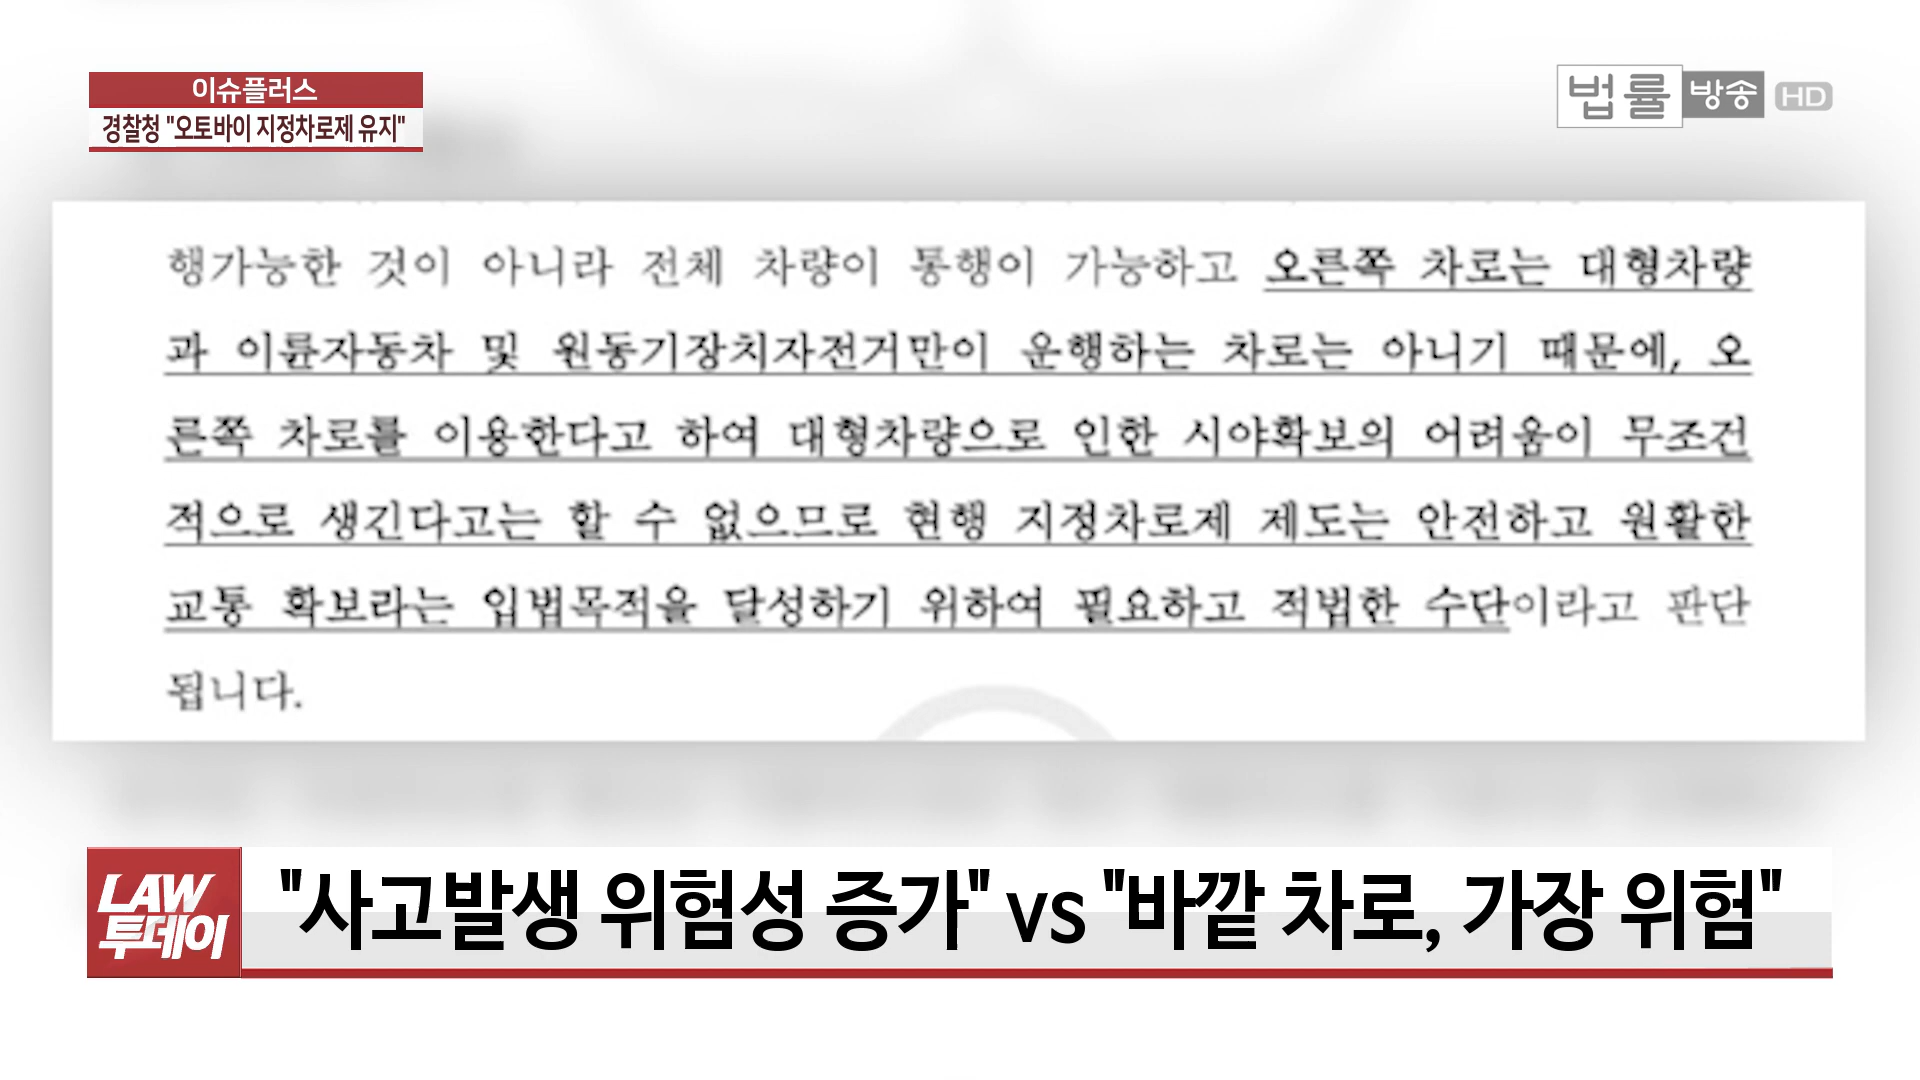 이슈플러스
경찰청 "오토바이 지정차로제 유지"
법률방송 HD
행가능한 것이 아니라 전체 차량이 통행이 가능하고 오른쪽 차로는 대형차량
과 이륜자동차 및 원동기장치자전거만이 운행하는 차로는 아니기 때문에, 오
른쪽 차로를 이용한다고 하여 대형차량으로 인한 시야확보의 어려움이 무조건
적으로 생긴다고는 할 수 없으므로 현행 지정차로제 제도는 안전하고 원활한
교통 확보라는 입법목적을 달성하기 위하여 필요하고 적법한 수단이라고 판단
됩니다.
LAW
투데이
"사고발생 위험성 증가" vs "바깥 차로, 가장 위험"